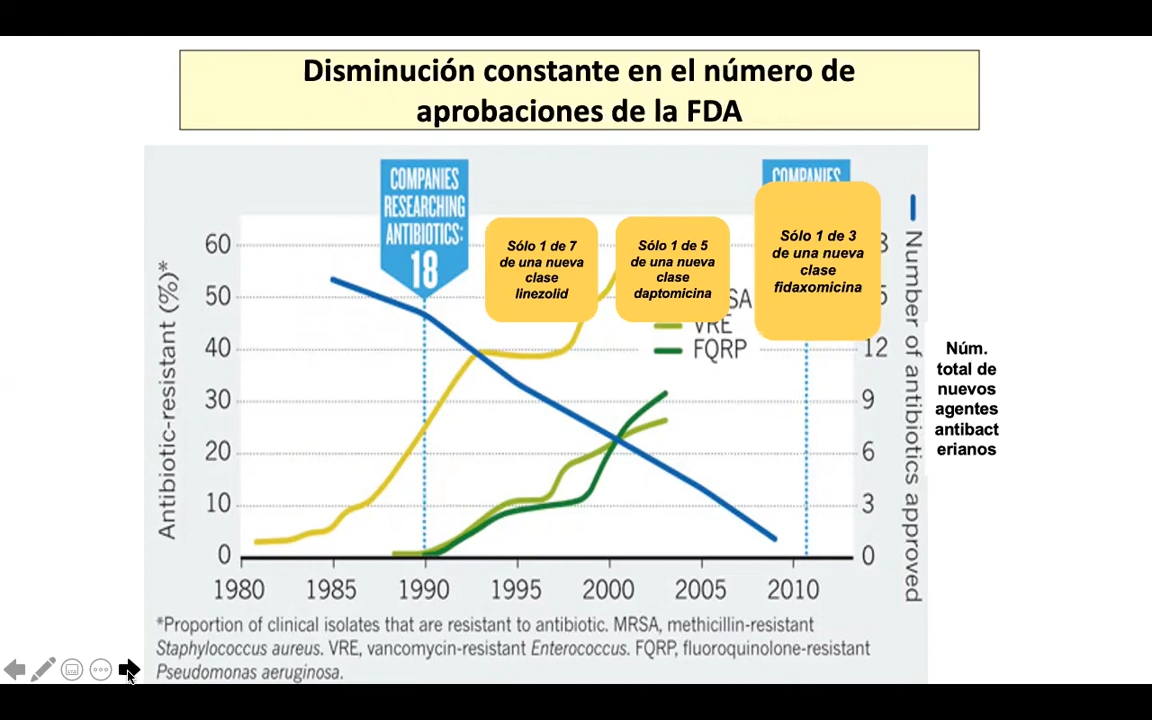 Disminución constante en el número de
aprobaciones de la FDA
COMPANIES
RESEARCHING
ANTIBIOTICS:
18
COMPANIES
Sólo 1 de 7
de una nueva
clase
linezolid
Sólo 1 de 5
de una nueva
clase
daptomicina
Sólo 1 de 3
de una nueva
clase
fidaxomicina
Antibiotic-resistant (%)*
60
50
40
30
20
10
0
SA
VRE
FQRP
8
5
12
9
6
3
0
Number of antibiotics approved
Núm.
total de
nuevos
agentes
antibact
erianos
1980 1985 1990 1995 2000 2005 2010
*Proportion of clinical isolates that are resistant to antibiotic. MRSA, methicillin-resistant
Staphylococcus aureus. VRE, vancomycin-resistant Enterococcus. FQRP, fluoroquinolone-resistant
Pseudomonas aeruginosa.